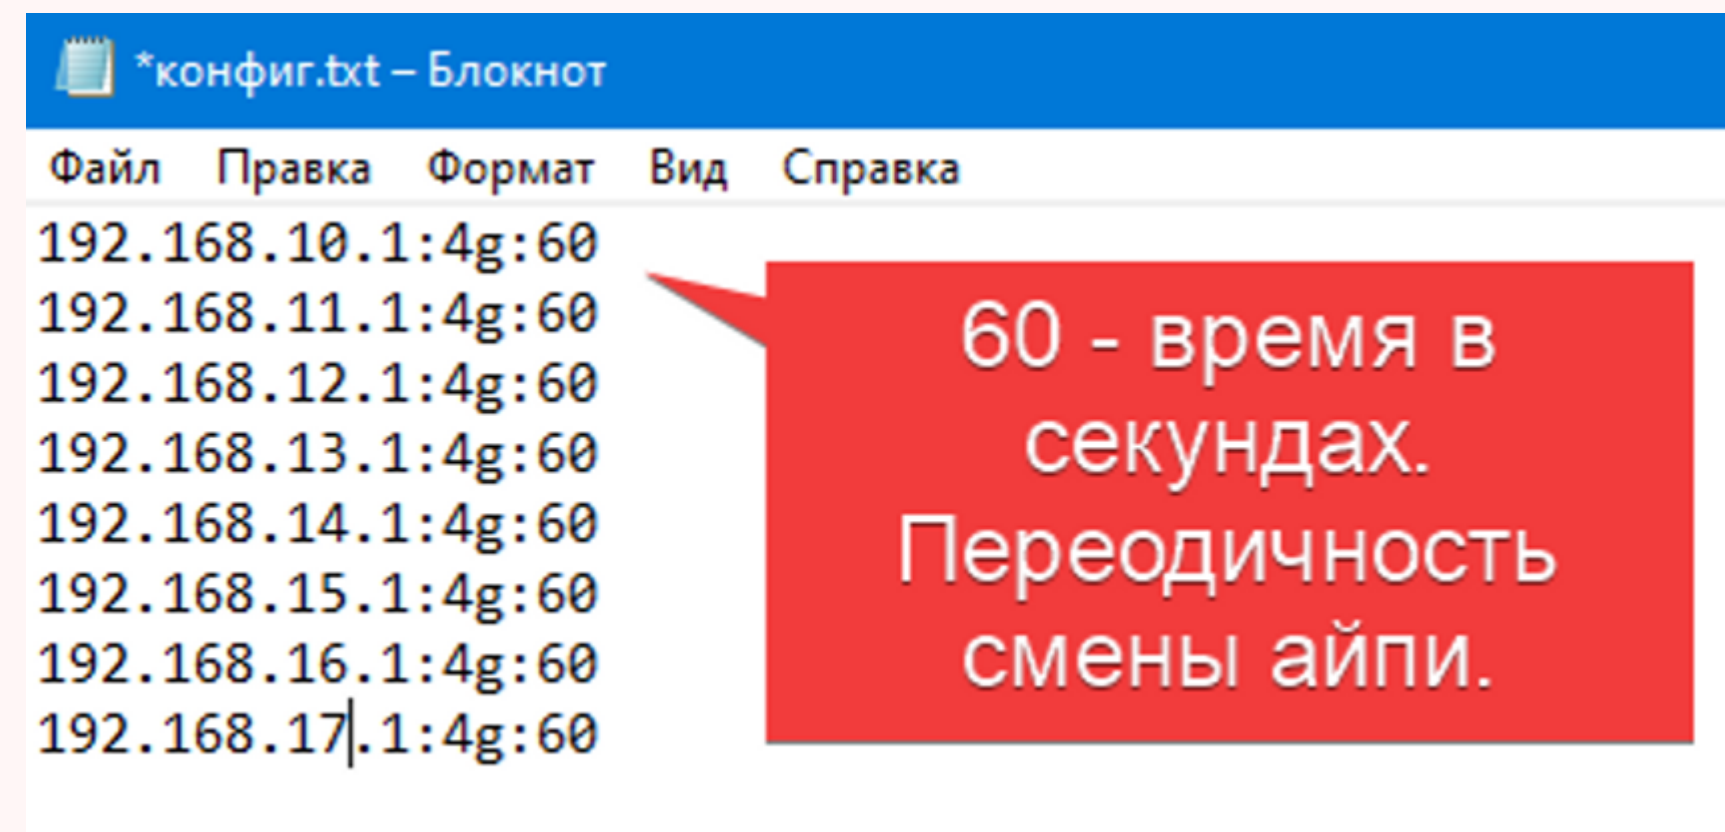 *конфиг.txt – Блокнот
Файл Правка Формат Вид Справка
192.168.10.1:4g:60
192.168.11.1:4g:60
192.168.12.1:4g:60
192.168.13.1:4g:60
192.168.14.1:4g:60
192.168.15.1:4g:60
192.168.16.1:4g:60
192.168.17.1:4g:60
60 - время в
секундах.
Переодичность
смены айпи.